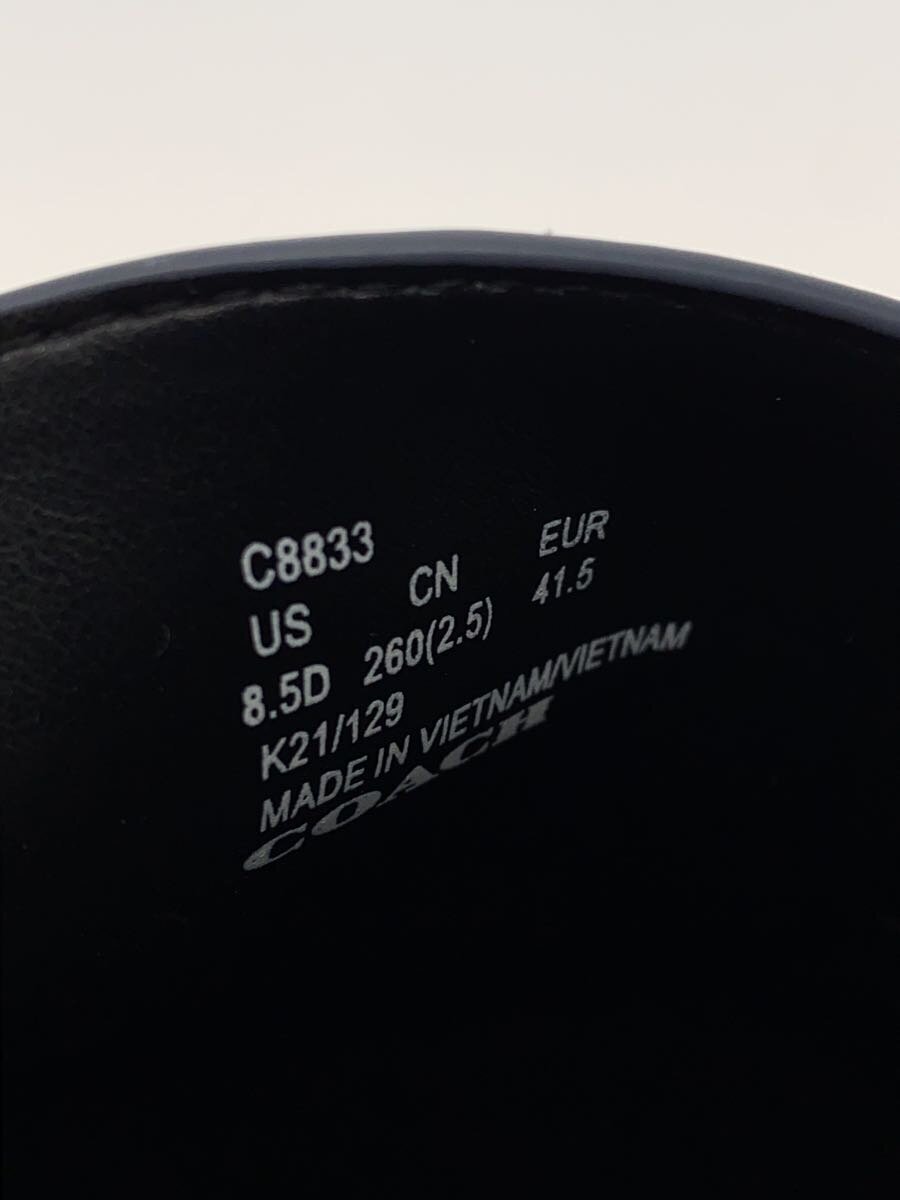 C8833
US CN EUR
8.5D 260(2.5) 41.5
K21/129
MADE IN VIETNAM/VIETNAM
COACH